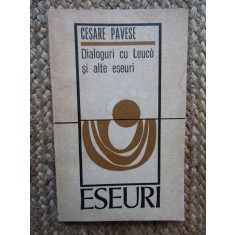 CESARE PAVESE
Dialoguri cu Leucò
și alte eseuri
ESEURI